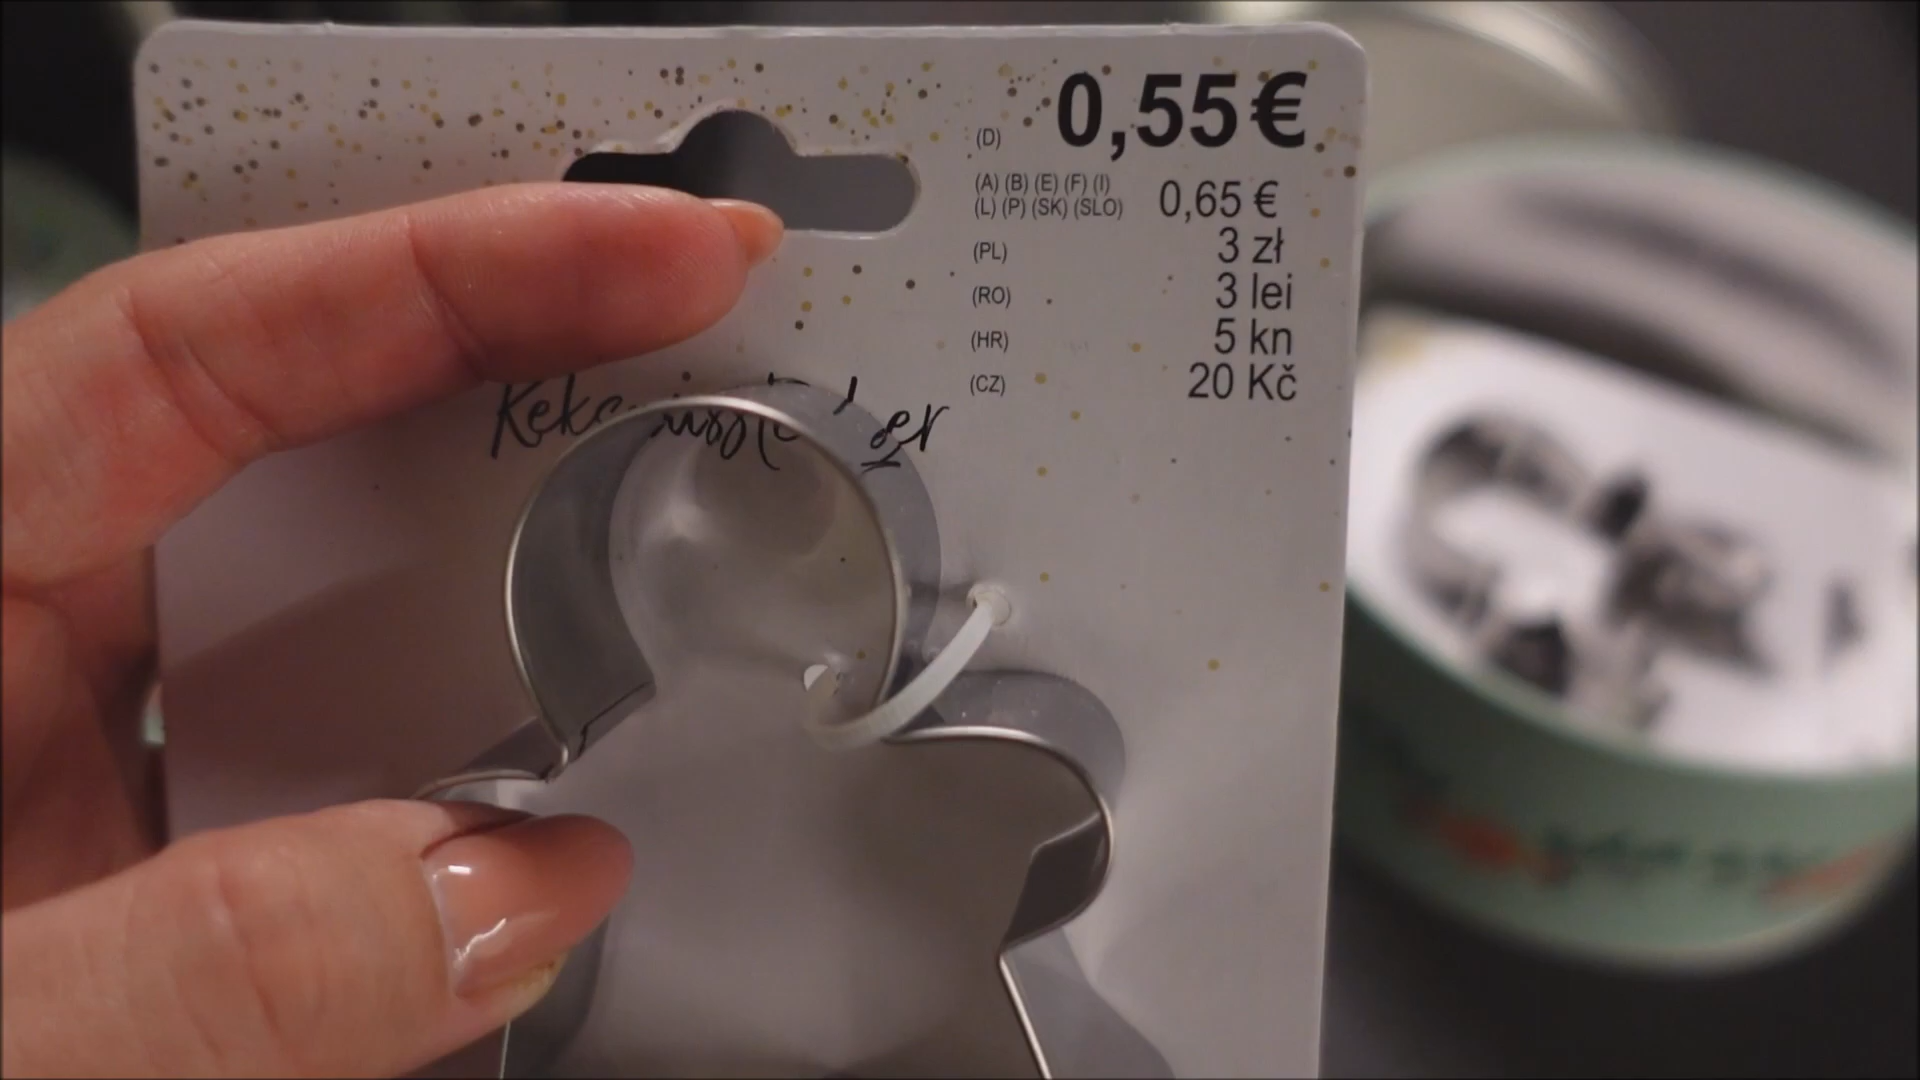 (D) 0,55€
(A) (B) (E) (F) (I)
(L) (P) (SK) (SLO) 0,65 €
(PL) 3 zł
(RO) 3 lei
(HR) 5 kn
(CZ) 20 Kč